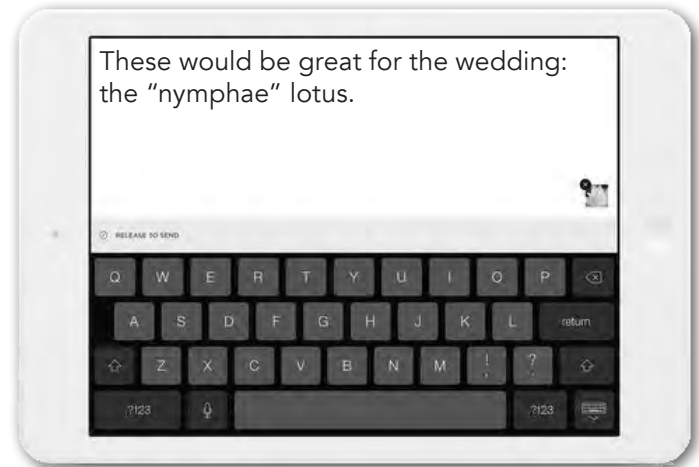 These would be great for the wedding:
the “nymphae” lotus.
RELEASE TO SEND
Q W E R T Y U I O P
A S D F G H J K L return
Z X C V B N M ! , ? .
.?123 .?123